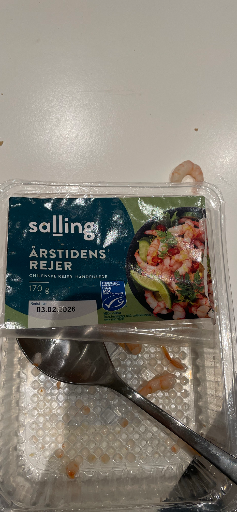 salling
ÅRSTIDENS
REJER
170 g
03.02.2026